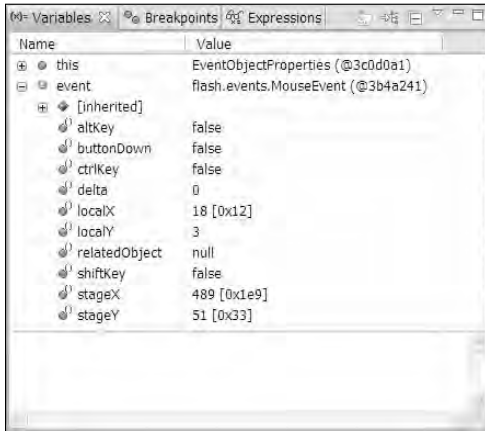 (x)= Variables Breakpoints Expressions
Name Value
this EventObjectProperties (@3c0d0a1)
event flash.events.MouseEvent (@3b4a241)
[inherited]
altKey false
buttonDown false
ctrlKey false
delta 0
localX 18 [0x12]
localY 3
relatedObject null
shiftKey false
stageX 489 [0x1e9]
stageY 51 [0x33]